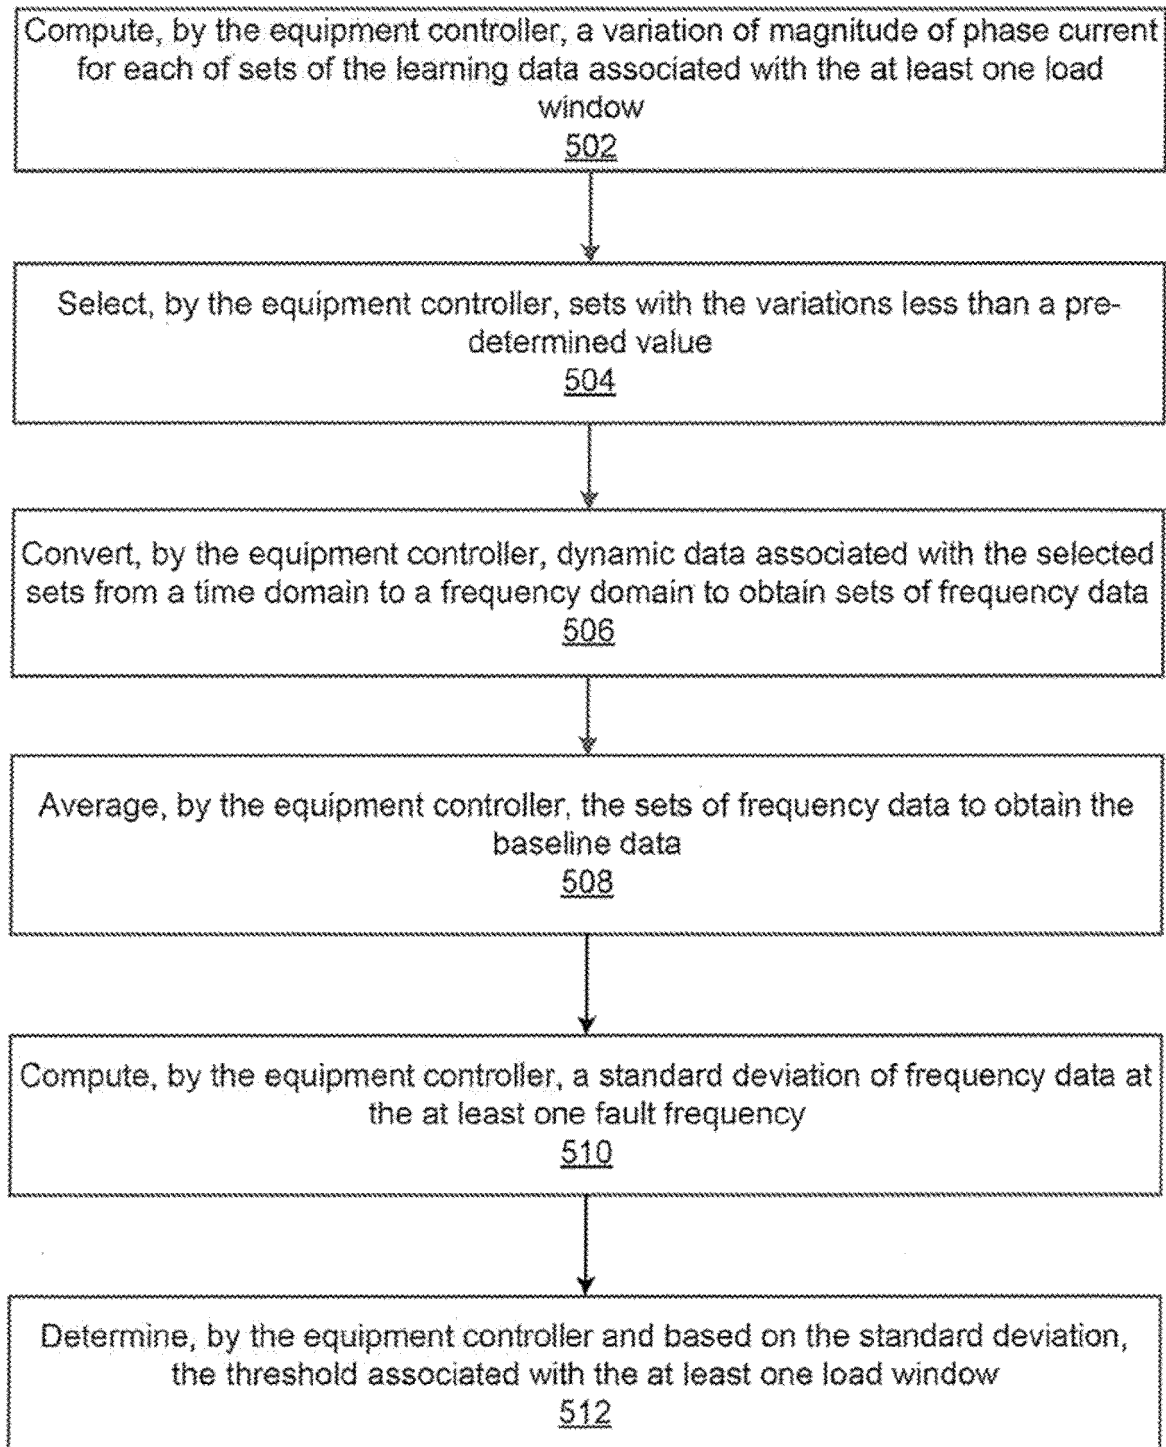 Compute, by the equipment controller, a variation of magnitude of phase current
for each of sets of the learning data associated with the at least one load
window
502
Select, by the equipment controller, sets with the variations less than a pre-
determined value
504
Convert, by the equipment controller, dynamic data associated with the selected
sets from a time domain to a frequency domain to obtain sets of frequency data
506
Average, by the equipment controller, the sets of frequency data to obtain the
baseline data
508
Compute, by the equipment controller, a standard deviation of frequency data at
the at least one fault frequency
510
Determine, by the equipment controller and based on the standard deviation,
the threshold associated with the at least one load window
512